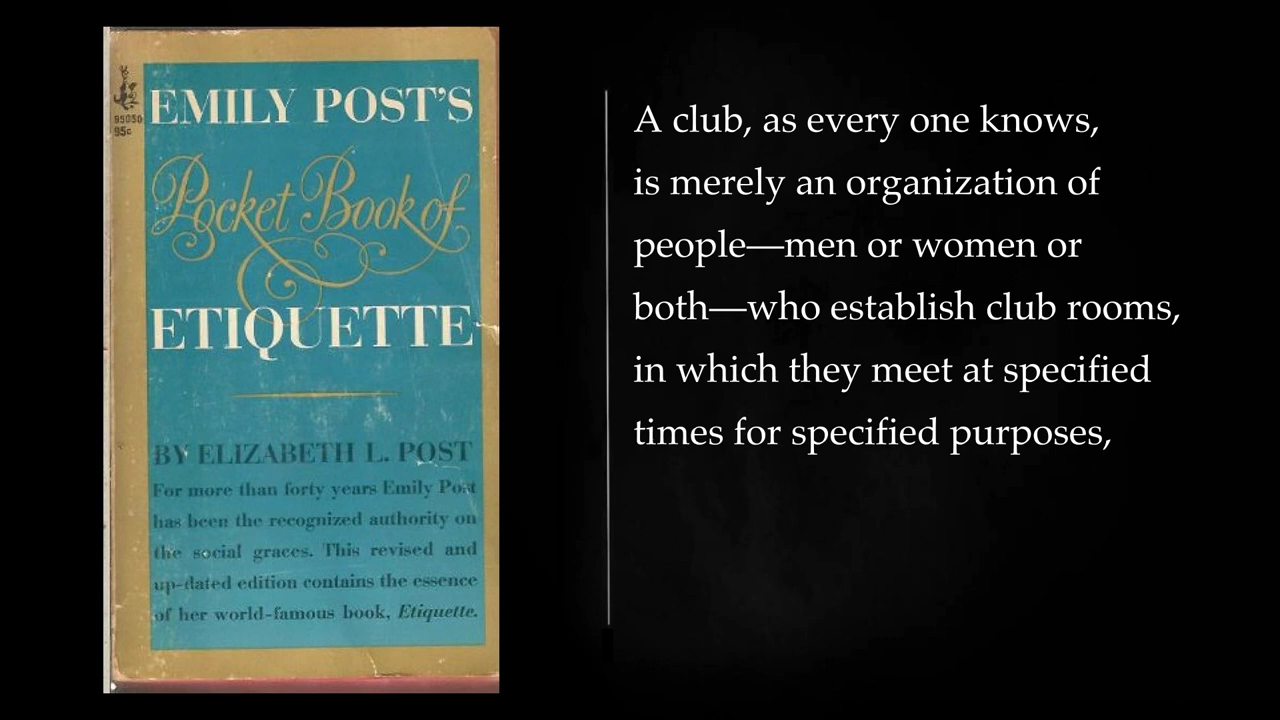 95050
95c
EMILY POST'S
Pocket Book of
ETIQUETTE
BY ELIZABETH L. POST
For more than forty years Emily Post
has been the recognized authority on
the social graces. This revised and
up-dated edition contains the essence
of her world-famous book, Etiquette.
A club, as every one knows,
is merely an organization of
people—men or women or
both—who establish club rooms,
in which they meet at specified
times for specified purposes,